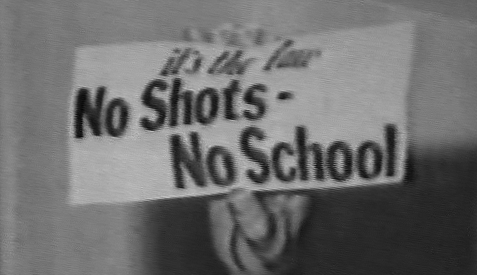 it's the law
No Shots -
No School